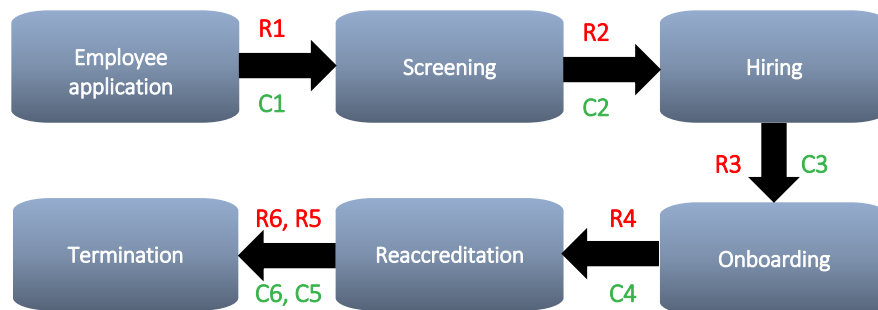 Employee
application
R1
C1
Screening
R2
C2
Hiring
R3 C3
Termination
R6, R5
C6, C5
Reaccreditation
R4
C4
Onboarding